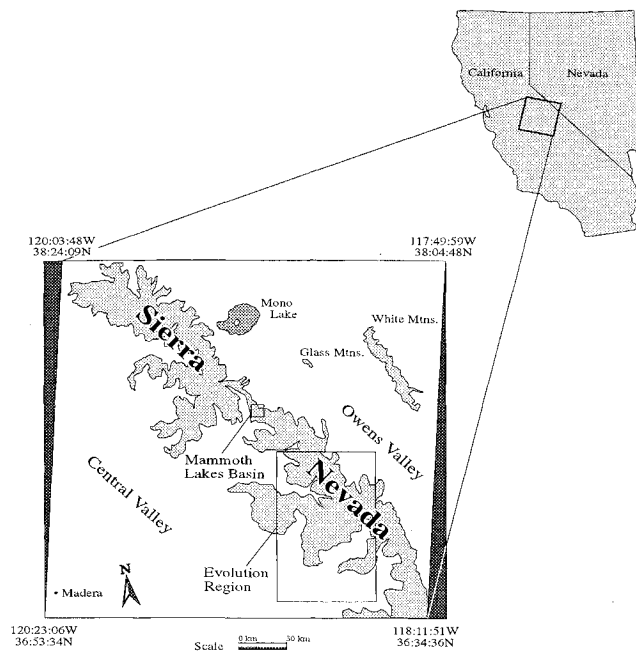 California
Nevada
120:03:48W
38:24:09N
117:49:59W
38:04:48N
Mono
Lake
White Mtns.
Glass Mtns.
Sierra
Nevada
Owens Valley
Mammoth
Lakes Basin
Central Valley
Evolution
Region
N
Madera
120:23:06W
36:53:34N
118:11:51W
36:34:36N
Scale
0 km
30 km